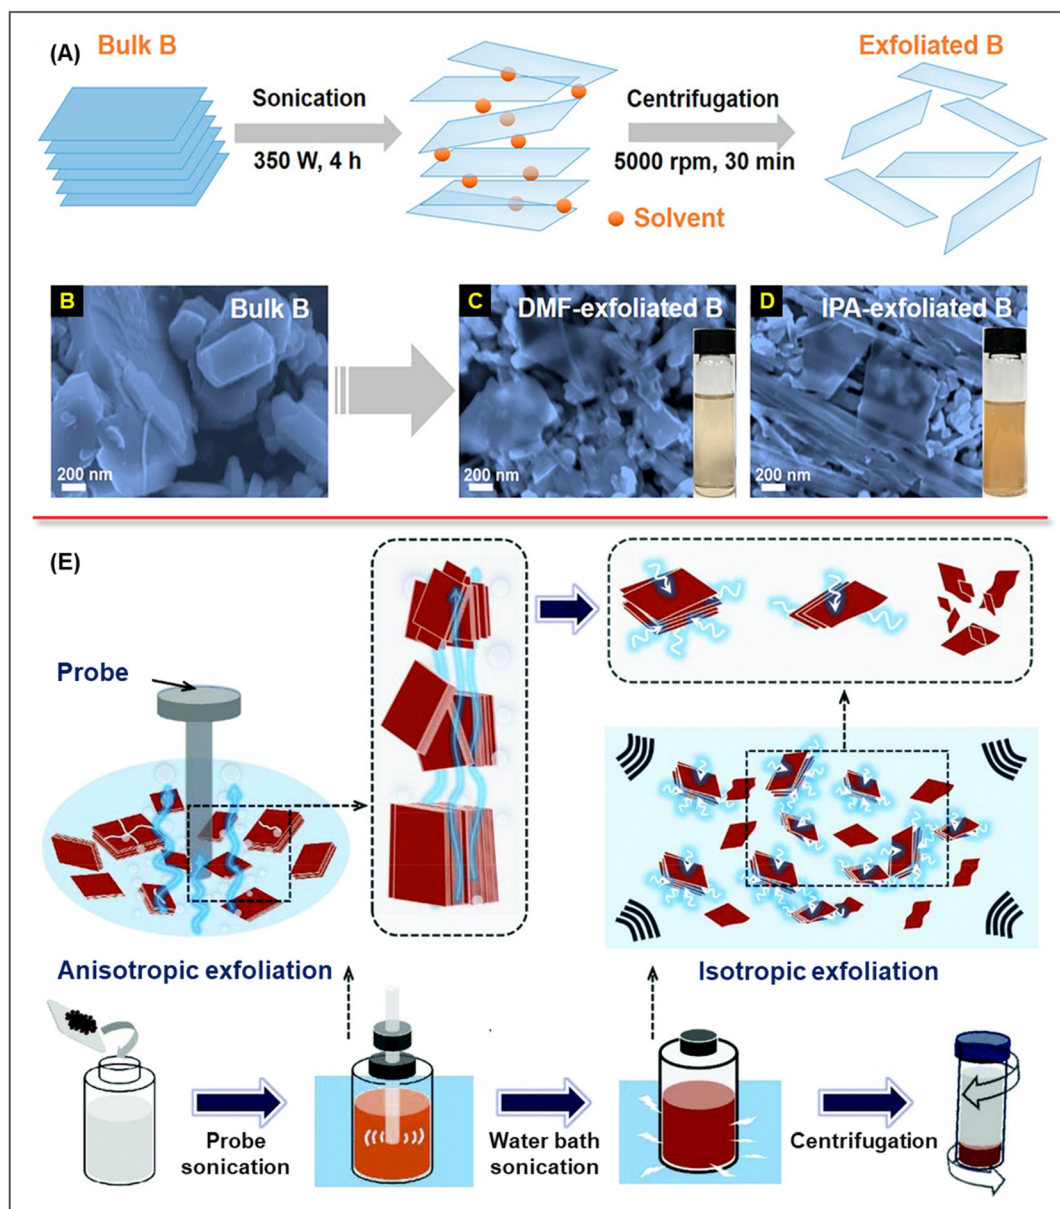 (A)
Bulk B
Sonication
350 W, 4 h
Centrifugation
5000 rpm, 30 min
Exfoliated B
Solvent
B
Bulk B
200 nm
C
DMF-exfoliated B
200 nm
D
IPA-exfoliated B
200 nm
(E)
Probe
Anisotropic exfoliation
Isotropic exfoliation
Probe
sonication
Water bath
sonication
Centrifugation